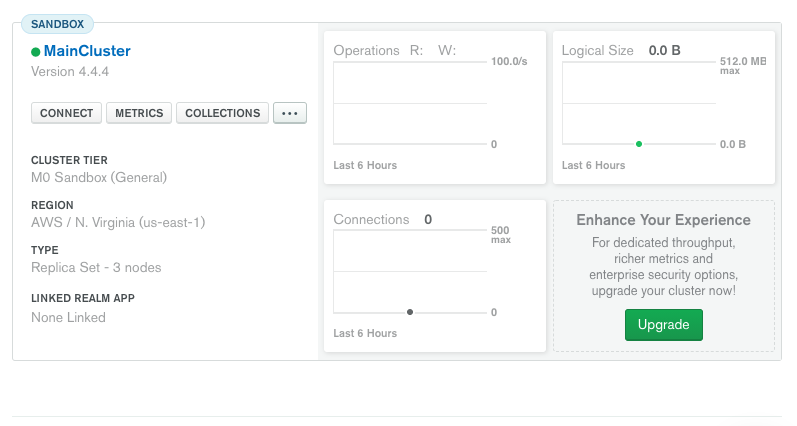 SANDBOX
MainCluster
Version 4.4.4
CONNECT
METRICS
COLLECTIONS
...
CLUSTER TIER
M0 Sandbox (General)
REGION
AWS / N. Virginia (us-east-1)
TYPE
Replica Set - 3 nodes
LINKED REALM APP
None Linked
Operations R: W:
100.0/s
0
Last 6 Hours
Logical Size 0.0 B
512.0 MB
max
0.0 B
Last 6 Hours
Connections 0
500
max
0
Last 6 Hours
Enhance Your Experience
For dedicated throughput,
richer metrics and
enterprise security options,
upgrade your cluster now!
Upgrade